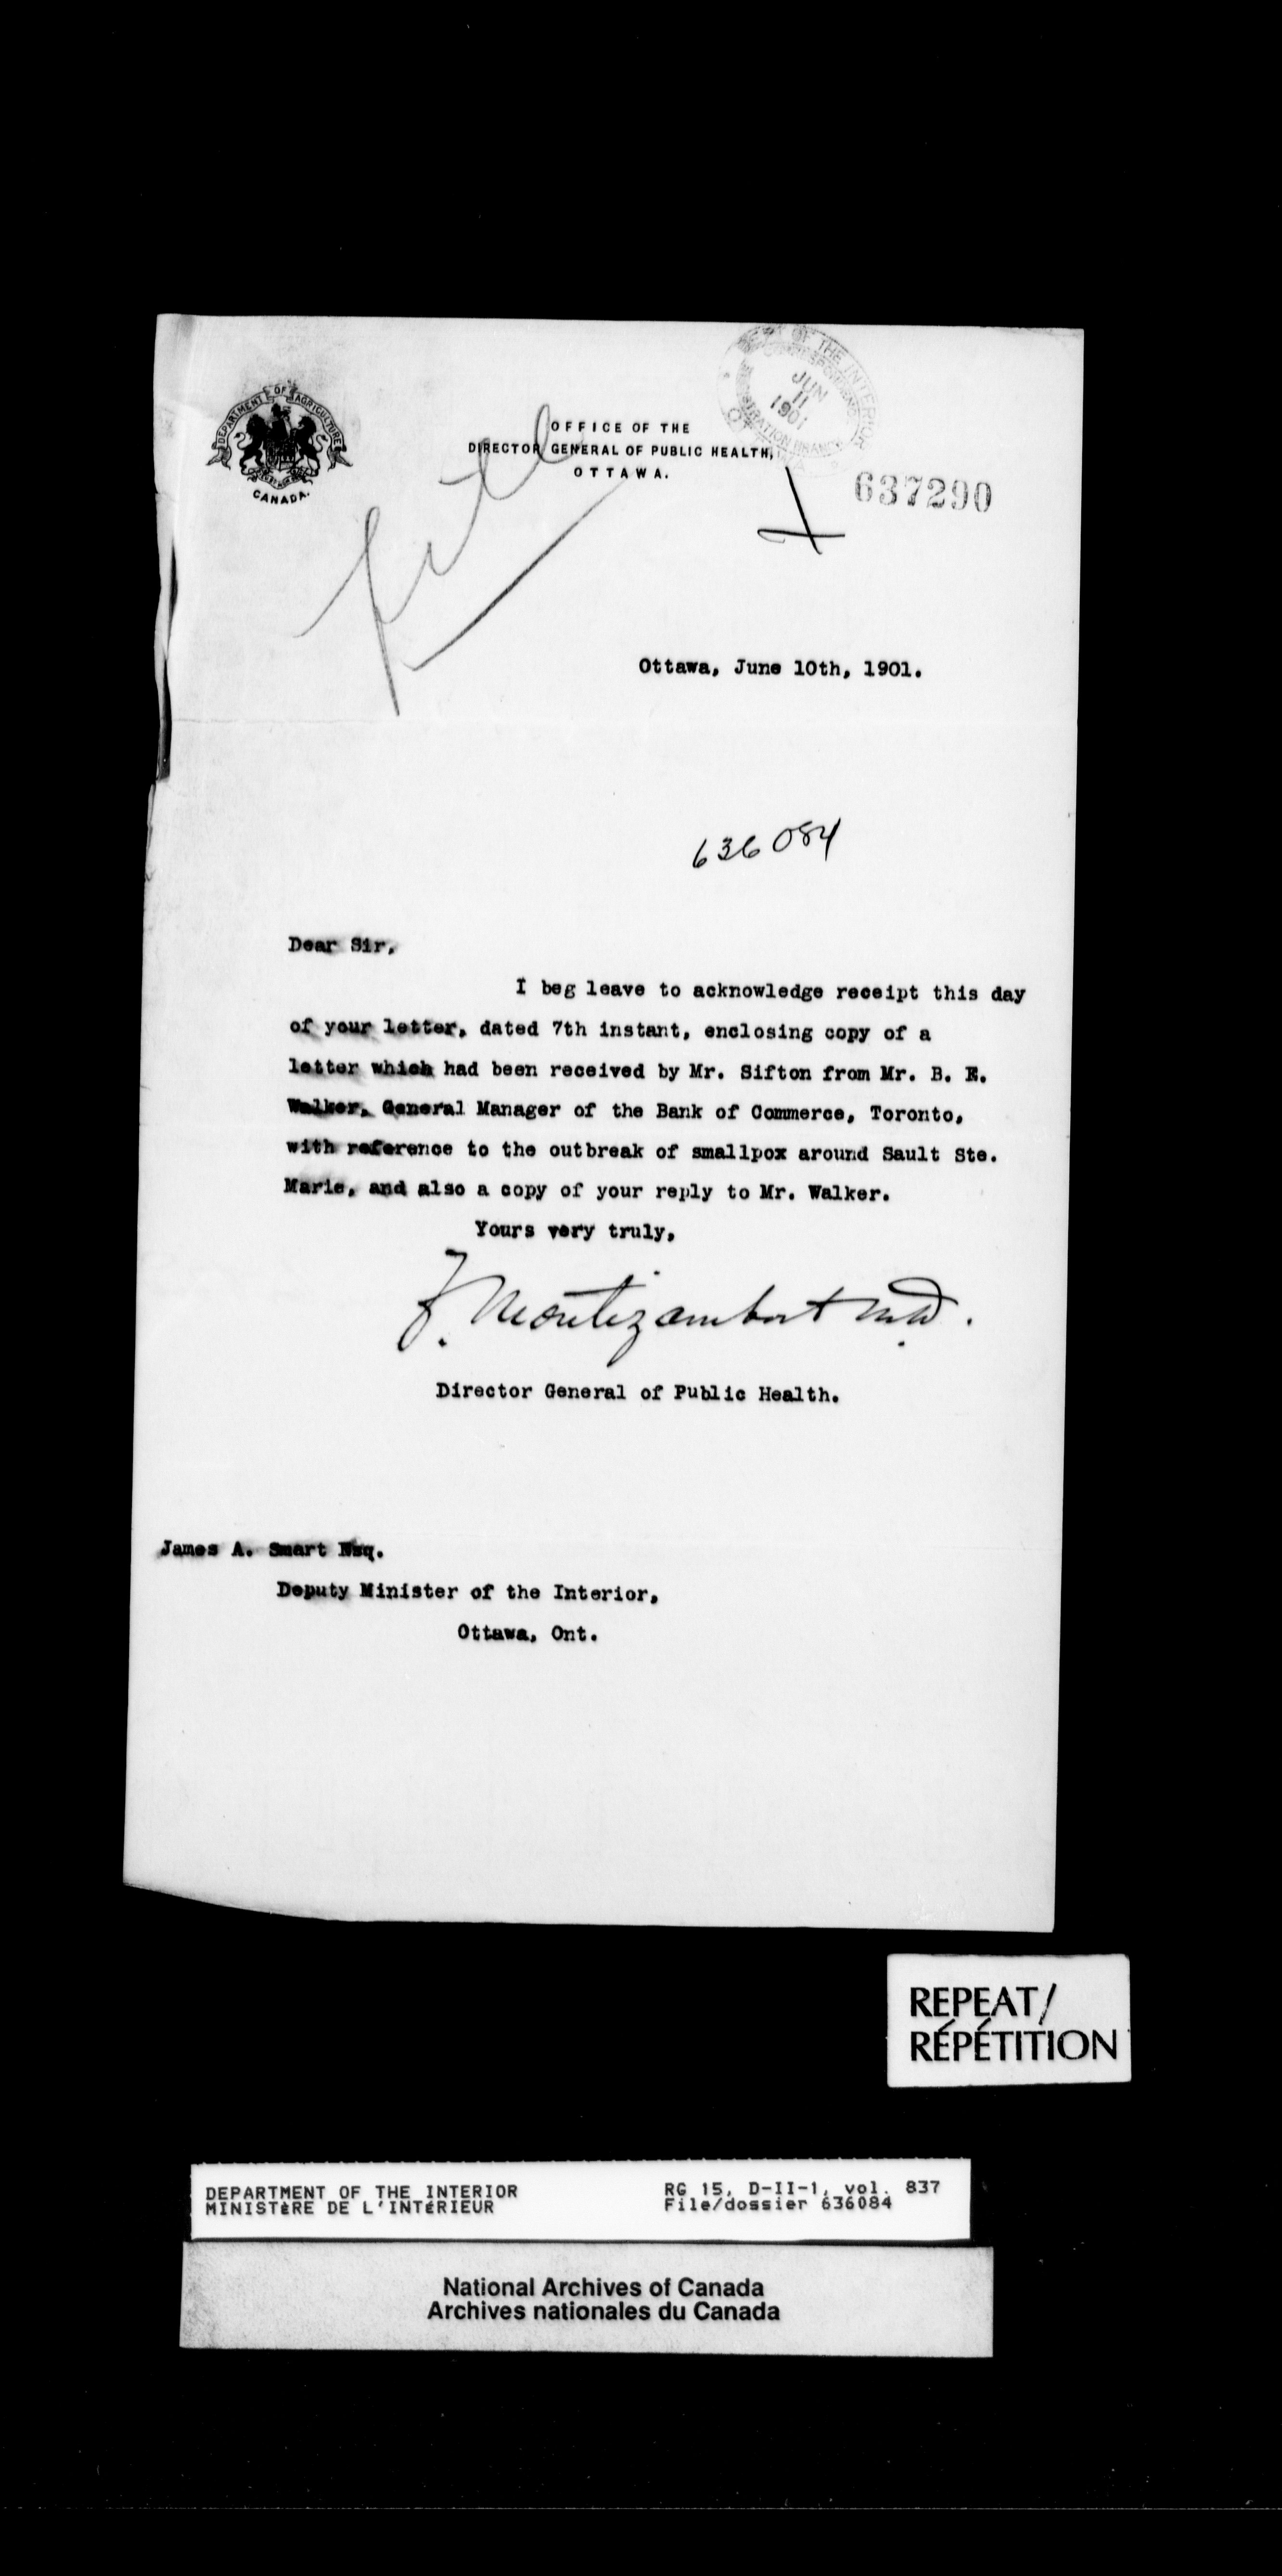 DEPARTMENT OF AGRICULTURE
CANADA.
OFFICE OF THE
DIRECTOR GENERAL OF PUBLIC HEALTH,
OTTAWA.
OF THE INTERIOR
JUN
11
1901
OTTAWA
637290
file
Ottawa, June 10th, 1901.
636084
Dear Sir,
I beg leave to acknowledge receipt this day
of your letter, dated 7th instant, enclosing copy of a
letter which had been received by Mr. Sifton from Mr. B. E.
Walker, General Manager of the Bank of Commerce, Toronto,
with reference to the outbreak of smallpox around Sault Ste.
Marie, and also a copy of your reply to Mr. Walker.
Yours very truly,
F. Montizambert M.D.
Director General of Public Health.
James A. Smart Esq.
Deputy Minister of the Interior,
Ottawa, Ont.
REPEAT/
RÉPÉTITION
DEPARTMENT OF THE INTERIOR RG 15, D-II-1, vol. 837
MINISTÈRE DE L'INTÉRIEUR File/dossier 636084
National Archives of Canada
Archives nationales du Canada